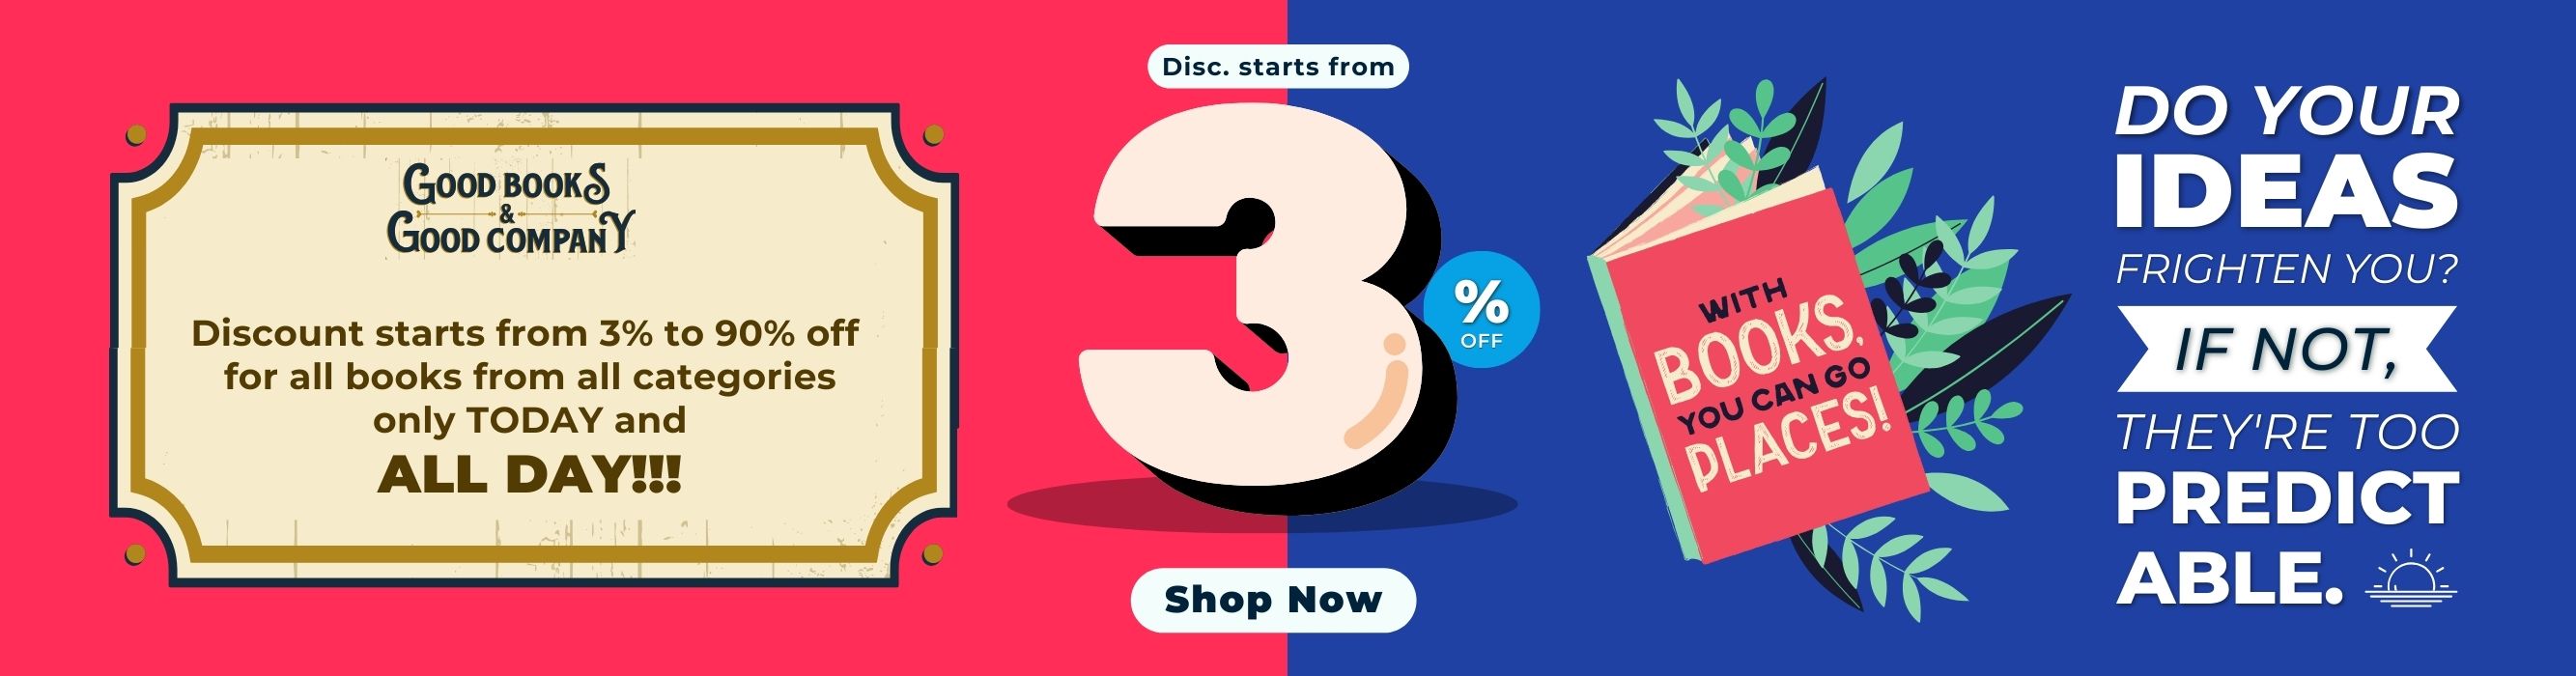 GOOD BOOKS
&
GOOD COMPANY
Discount starts from 3% to 90% off
for all books from all categories
only TODAY and
ALL DAY!!!
Disc. starts from
3
%
OFF
Shop Now
WITH
BOOKS,
YOU CAN GO
PLACES!
DO YOUR
IDEAS
FRIGHTEN YOU?
IF NOT,
THEY'RE TOO
PREDICT
ABLE.